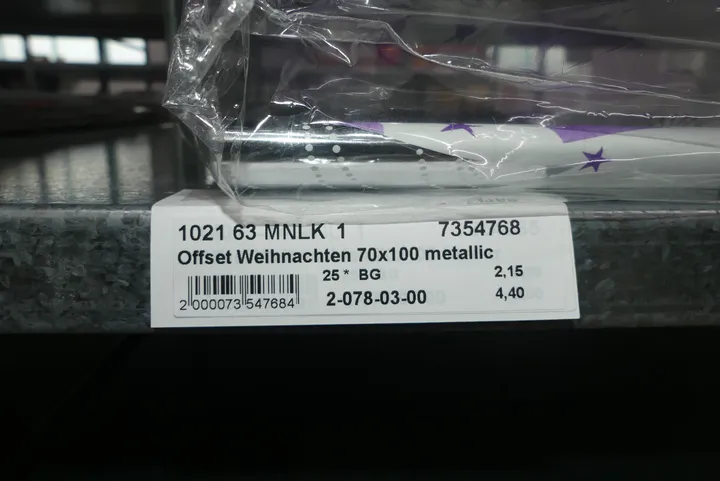 1021 63 MNLK 1 7354768
Offset Weihnachten 70x100 metallic
25 * BG 2,15
2 000073 547684 2-078-03-00 4,40